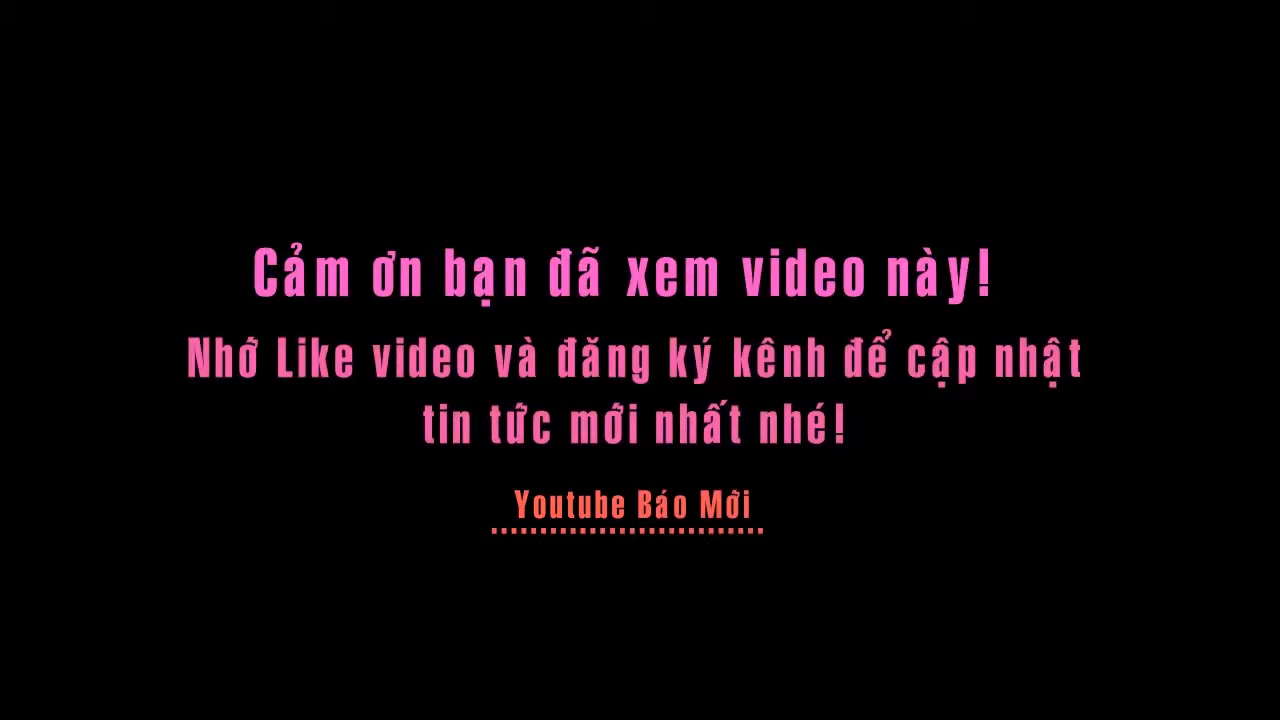 Cảm ơn bạn đã xem video này!
Nhớ Like video và đăng ký kênh để cập nhật
tin tức mới nhất nhé!
Youtube Báo Mới